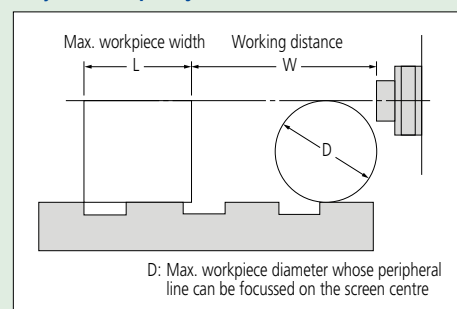 Max. workpiece width
Working distance
L
W
D
D: Max. workpiece diameter whose peripheral
line can be focussed on the screen centre